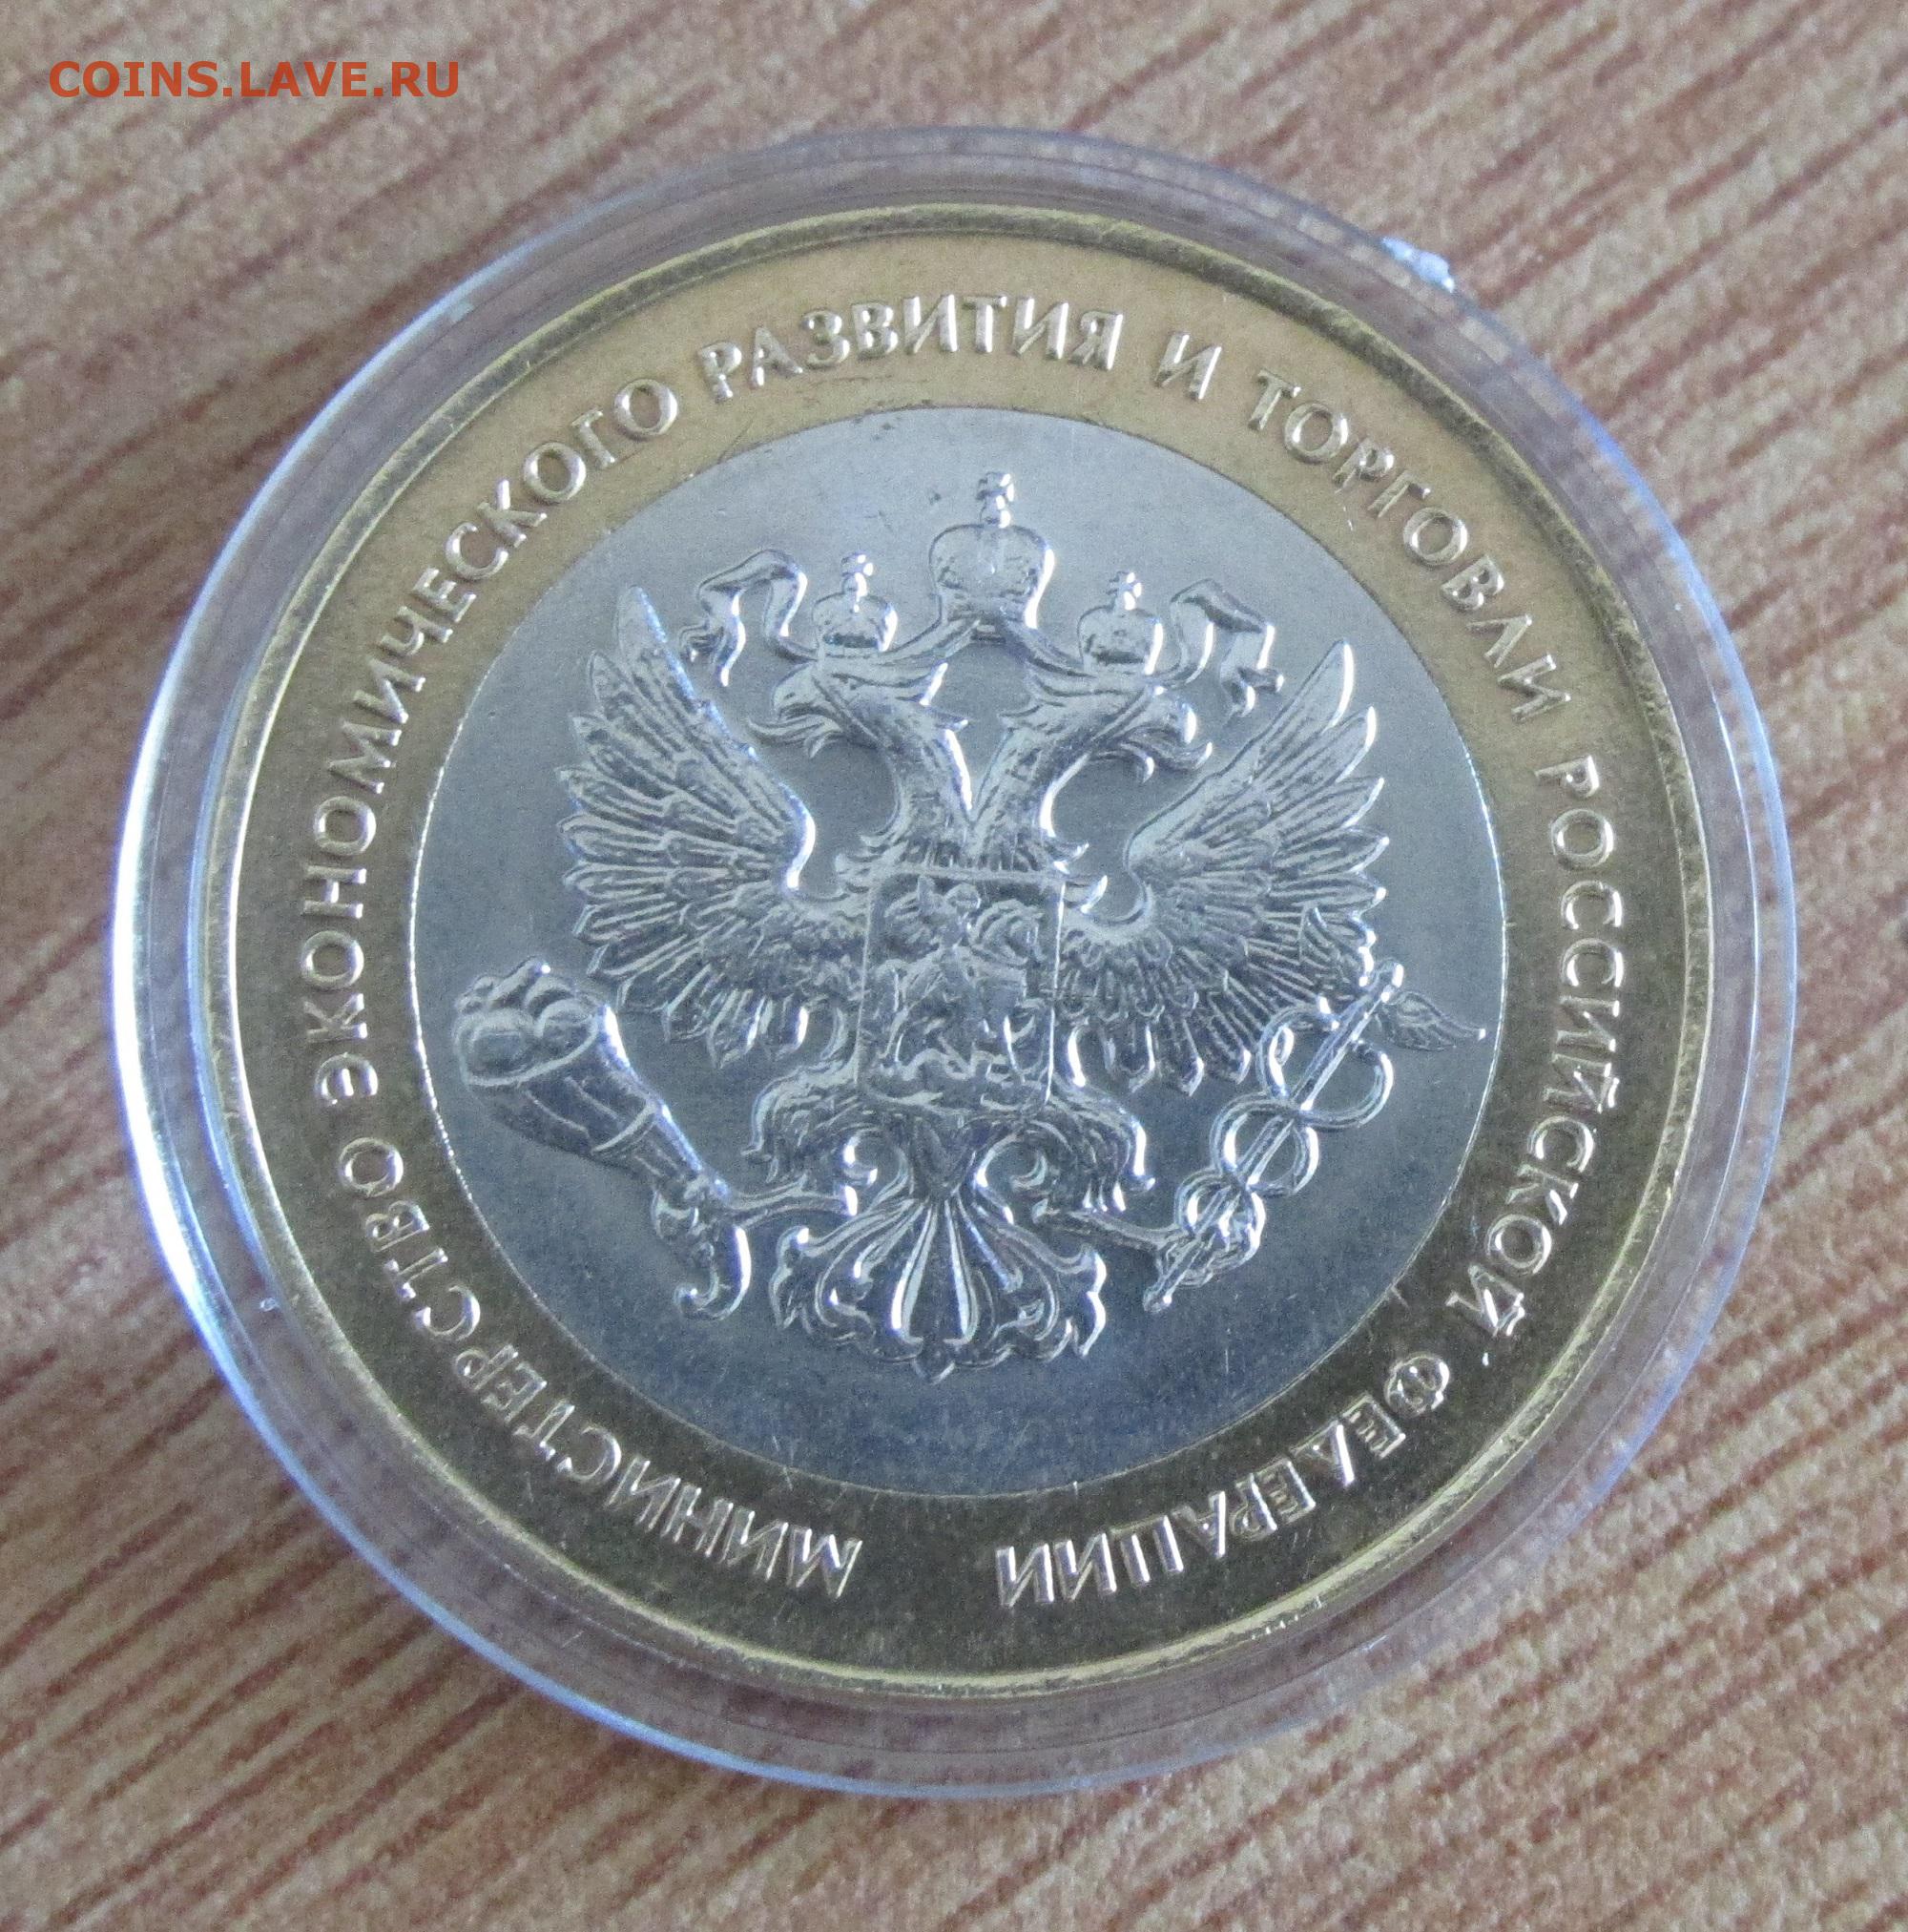 COINS.LAVE.RU
МИНИСТЕРСТВО ЭКОНОМИЧЕСКОГО РАЗВИТИЯ И ТОРГОВЛИ РОССИЙСКОЙ ФЕДЕРАЦИИ